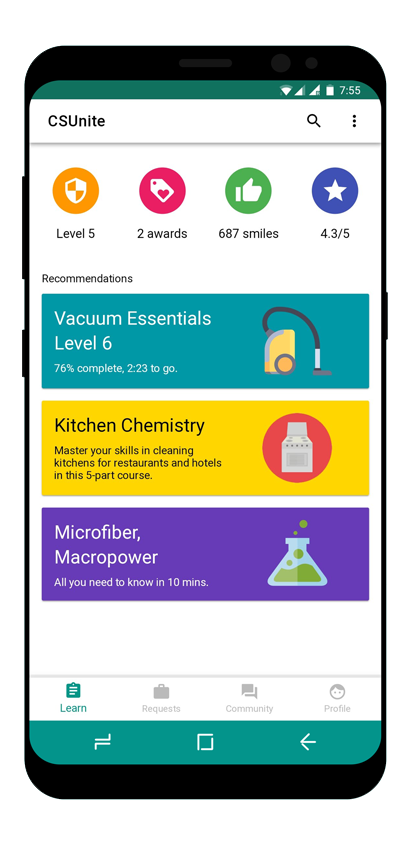 7:55
CSUnite
Level 5
2 awards
687 smiles
4.3/5
Recommendations
Vacuum Essentials
Level 6
76% complete, 2:23 to go.
Kitchen Chemistry
Master your skills in cleaning
kitchens for restaurants and hotels
in this 5-part course.
Microfiber,
Macropower
All you need to know in 10 mins.
Learn
Requests
Community
Profile